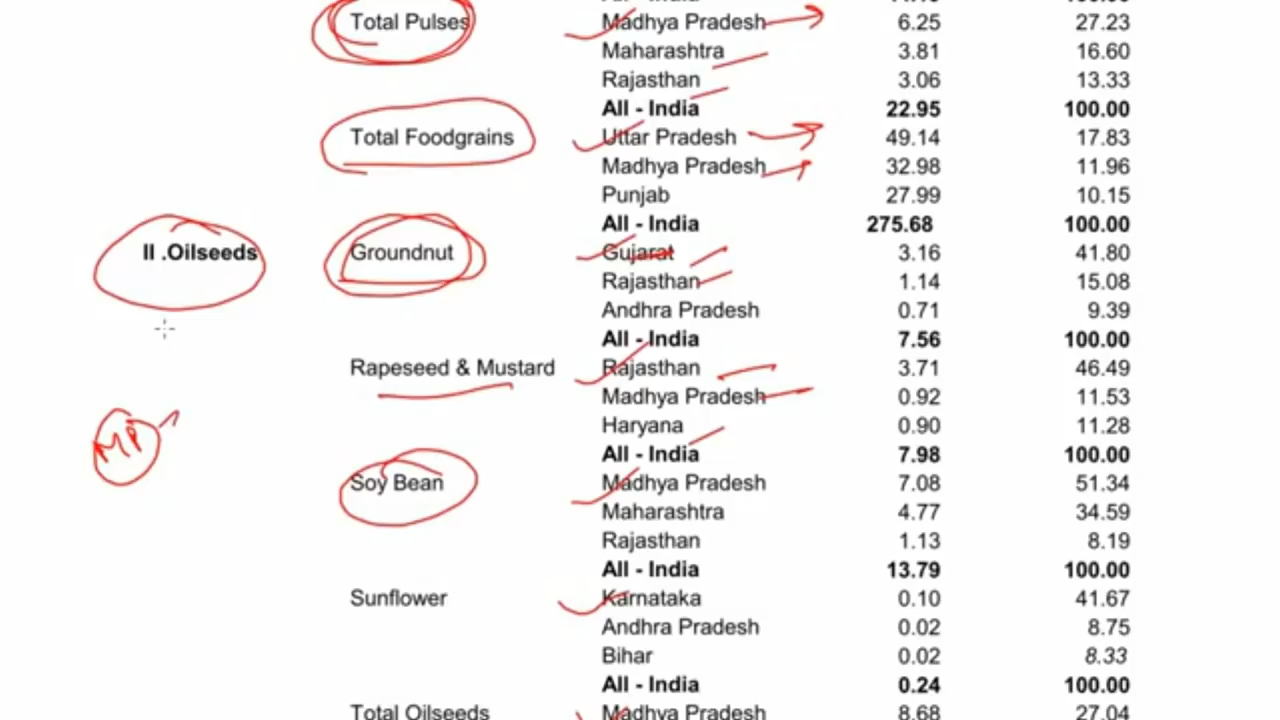 Total Pulses Madhya Pradesh 6.25 27.23
Maharashtra 3.81 16.60
Rajasthan 3.06 13.33
All - India 22.95 100.00
Total Foodgrains Uttar Pradesh 49.14 17.83
Madhya Pradesh 32.98 11.96
Punjab 27.99 10.15
All - India 275.68 100.00
II .Oilseeds Groundnut Gujarat 3.16 41.80
Rajasthan 1.14 15.08
Andhra Pradesh 0.71 9.39
All - India 7.56 100.00
Rapeseed & Mustard Rajasthan 3.71 46.49
Madhya Pradesh 0.92 11.53
Haryana 0.90 11.28
MP
All - India 7.98 100.00
Soy Bean Madhya Pradesh 7.08 51.34
Maharashtra 4.77 34.59
Rajasthan 1.13 8.19
All - India 13.79 100.00
Sunflower Karnataka 0.10 41.67
Andhra Pradesh 0.02 8.75
Bihar 0.02 8.33
All - India 0.24 100.00
Total Oilseeds Madhya Pradesh 8.68 27.04